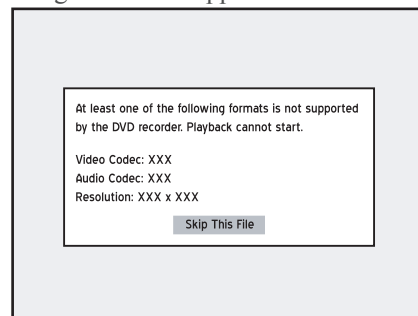 At least one of the following formats is not supported
by the DVD recorder. Playback cannot start.
Video Codec: XXX
Audio Codec: XXX
Resolution: XXX x XXX
Skip This File